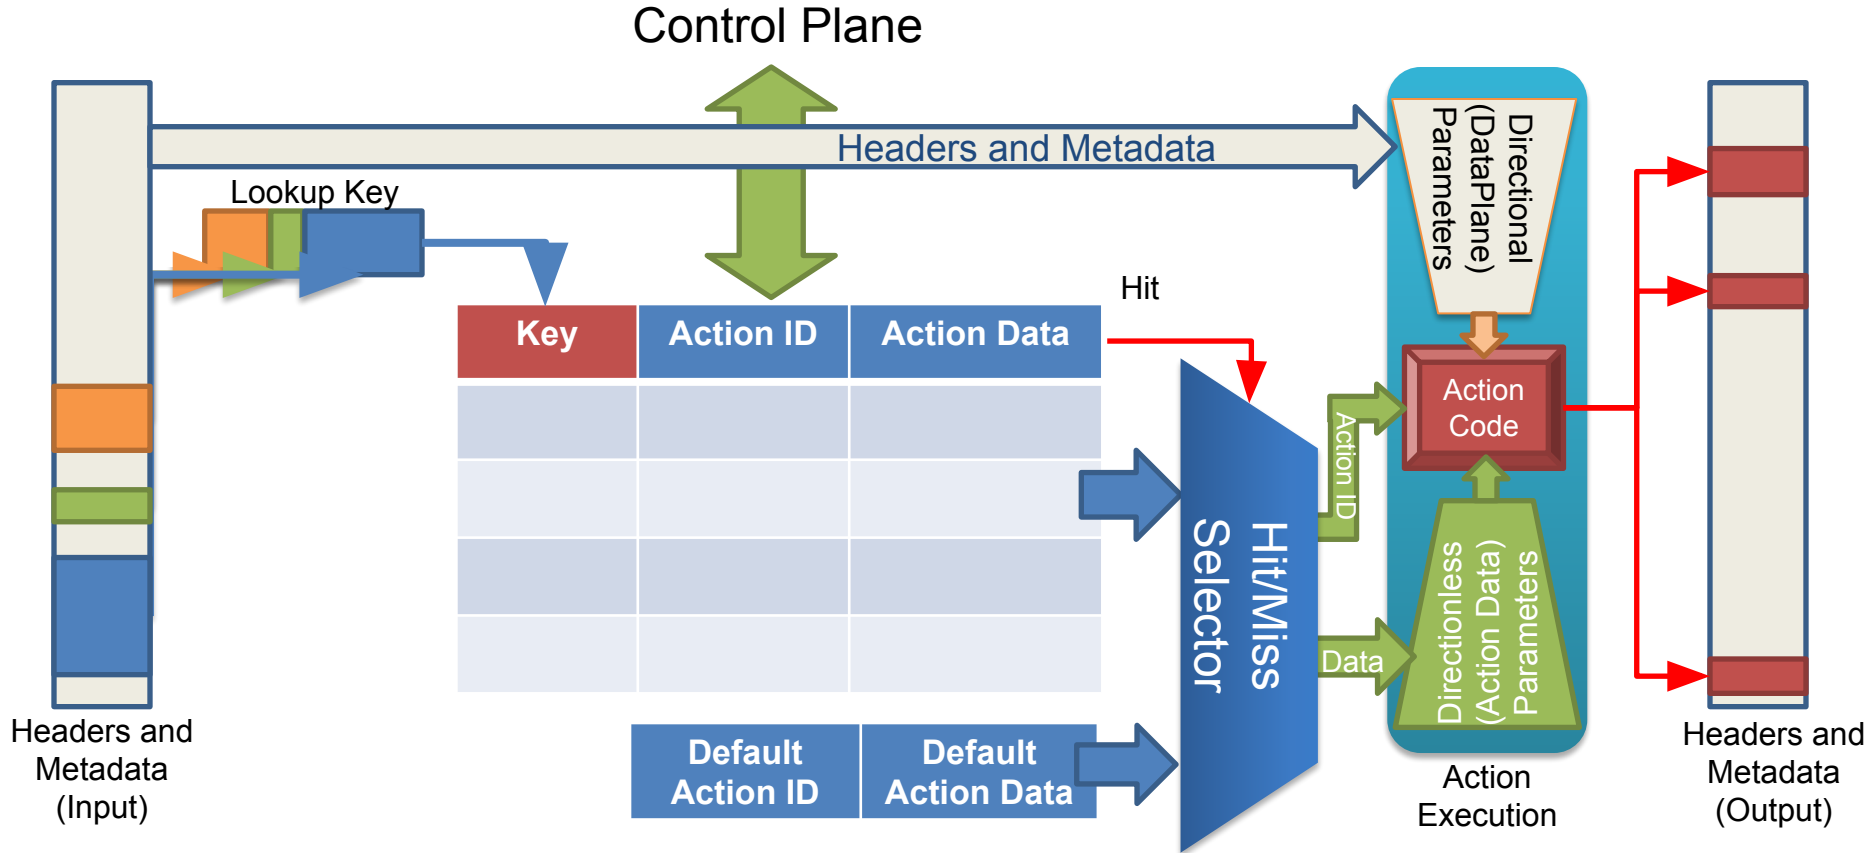 Control Plane
Headers and Metadata
Lookup Key
Hit
Key
Action ID
Action Data
Default
Action ID
Default
Action Data
Hit/Miss
Selector
Action ID
Data
Directional
(DataPlane)
Parameters
Action
Code
Directionless
(Action Data)
Parameters
Action
Execution
Headers and
Metadata
(Input)
Headers and
Metadata
(Output)